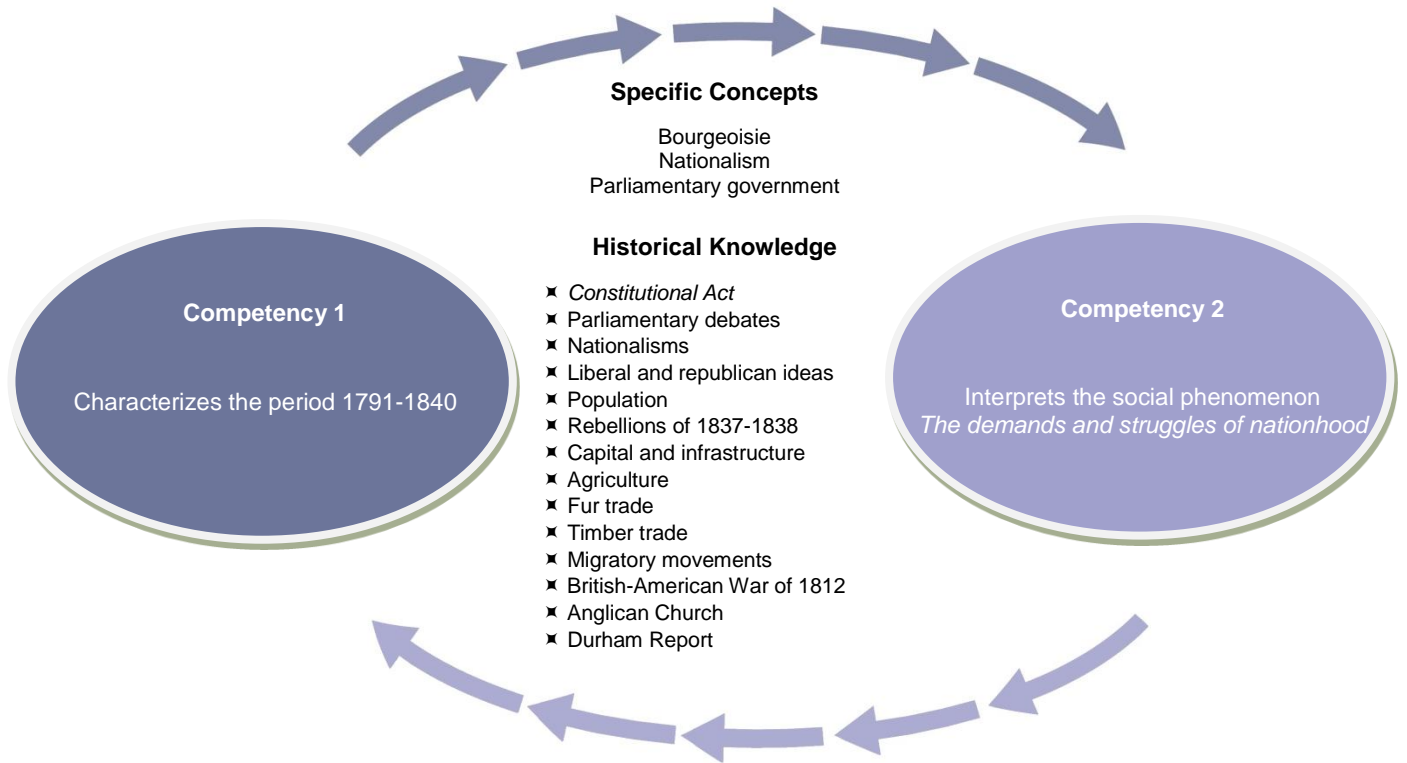 Specific Concepts
Bourgeoisie
Nationalism
Parliamentary government
Historical Knowledge
Constitutional Act
Parliamentary debates
Nationalisms
Liberal and republican ideas
Population
Rebellions of 1837-1838
Capital and infrastructure
Agriculture
Fur trade
Timber trade
Migratory movements
British-American War of 1812
Anglican Church
Durham Report
Competency 1
Characterizes the period 1791-1840
Competency 2
Interprets the social phenomenon
The demands and struggles of nationhood